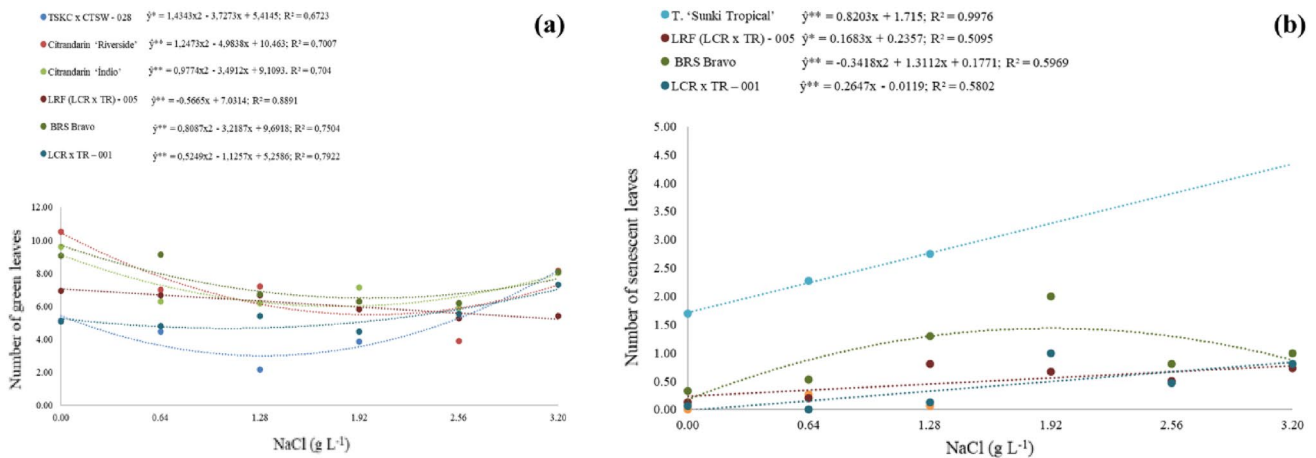 (a)
TSKC x CTSW - 028 ŷ* = 1,4343x2 - 3,7273x + 5,4145; R² = 0,6723
Citrandarin ‘Riverside’ ŷ** = 1,2473x2 - 4,9838x + 10,463; R² = 0,7007
Citrandarin ‘Índio’ ŷ** = 0,9774x2 - 3,4912x + 9,1093. R² = 0,704
LRF (LCR x TR) - 005 ŷ** = -0,5665x + 7,0314; R² = 0,8891
BRS Bravo ŷ** = 0,8087x2 - 3,2187x + 9,6918; R² = 0,7504
LCR x TR – 001 ŷ** = 0,5249x2 - 1,1257x + 5,2586; R² = 0,7922
Number of green leaves
12.00
10.00
8.00
6.00
4.00
2.00
0.00
0.00 0.64 1.28 1.92 2.56 3.20
NaCl (g L-1)
(b)
T. ‘Sunki Tropical’ ŷ** = 0.8203x + 1.715; R² = 0.9976
LRF (LCR x TR) - 005 ŷ* = 0.1683x + 0.2357; R² = 0.5095
BRS Bravo ŷ** = -0.3418x2 + 1.3112x + 0.1771; R² = 0.5969
LCR x TR – 001 ŷ** = 0.2647x - 0.0119; R² = 0.5802
Number of senescent leaves
5.00
4.50
4.00
3.50
3.00
2.50
2.00
1.50
1.00
0.50
0.00
0.00 0.64 1.28 1.92 2.56 3.20
NaCl (g L-1)